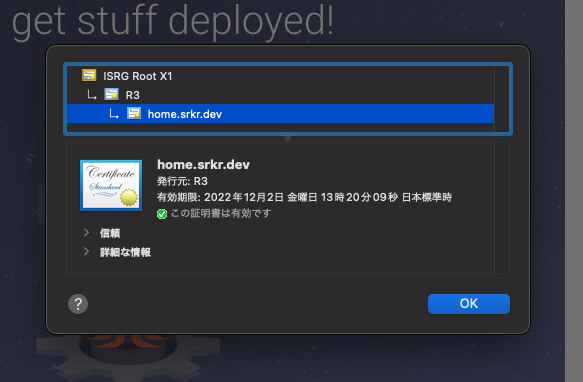 get stuff deployed!
ISRG Root X1
R3
home.srkr.dev
Certificate
Standard
home.srkr.dev
発行元: R3
有効期限: 2022年12月2日 金曜日 13時20分09秒 日本標準時
この証明書は有効です
信頼
詳細な情報
?
OK